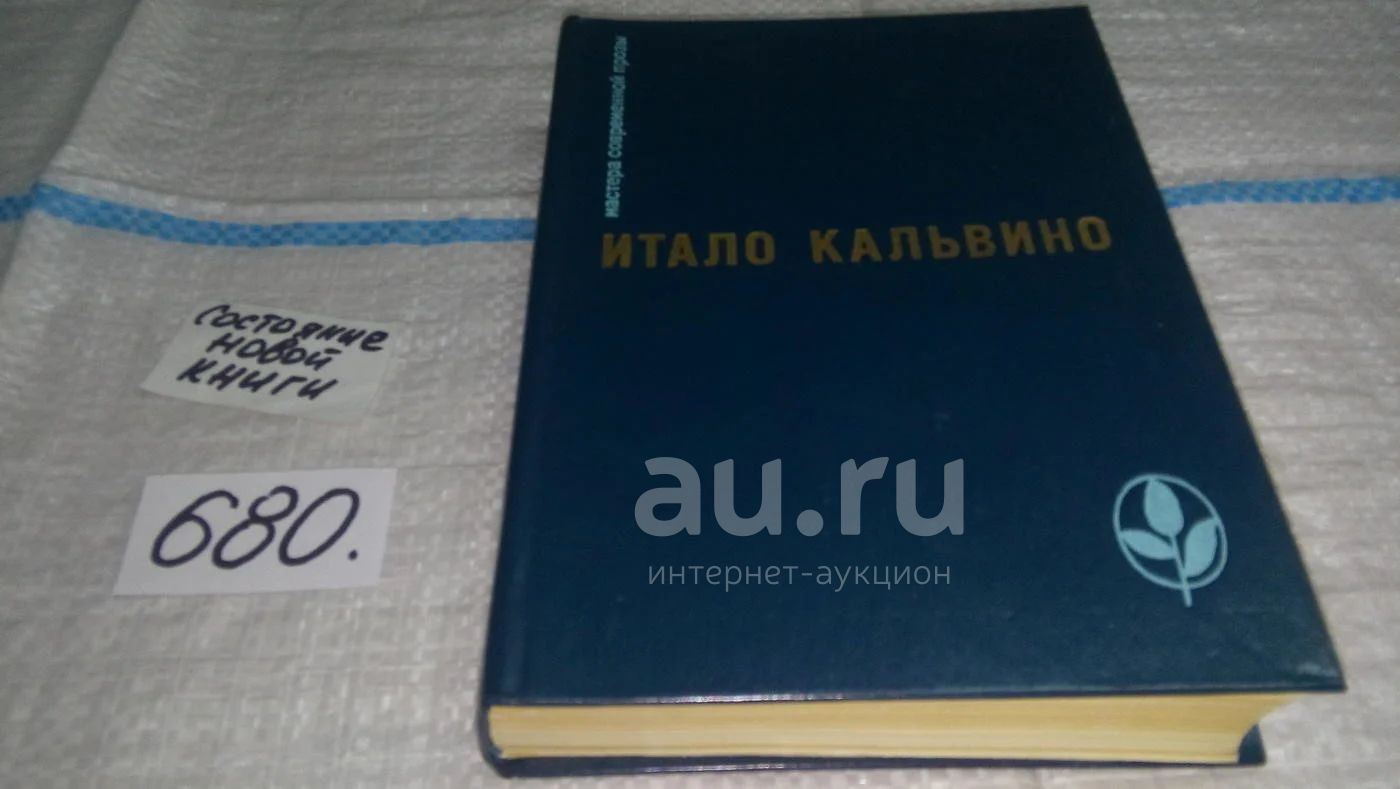 мастера современной прозы
ИТАЛО КАЛЬВИНО
Состояние
новой
книги
680.
au.ru
интернет-аукцион